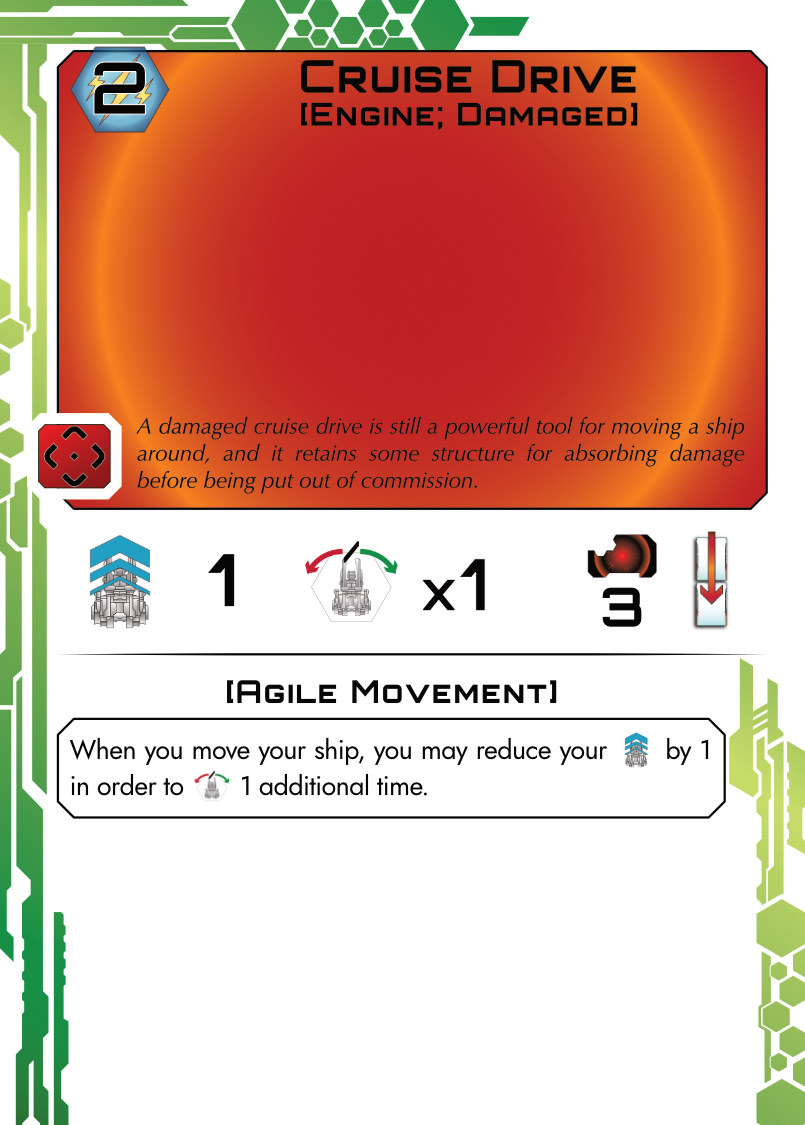 2
Cruise Drive
[Engine; Damaged]
A damaged cruise drive is still a powerful tool for moving a ship
around, and it retains some structure for absorbing damage
before being put out of commission.
1
x1
3
[Agile Movement]
When you move your ship, you may reduce your by 1
in order to 1 additional time.